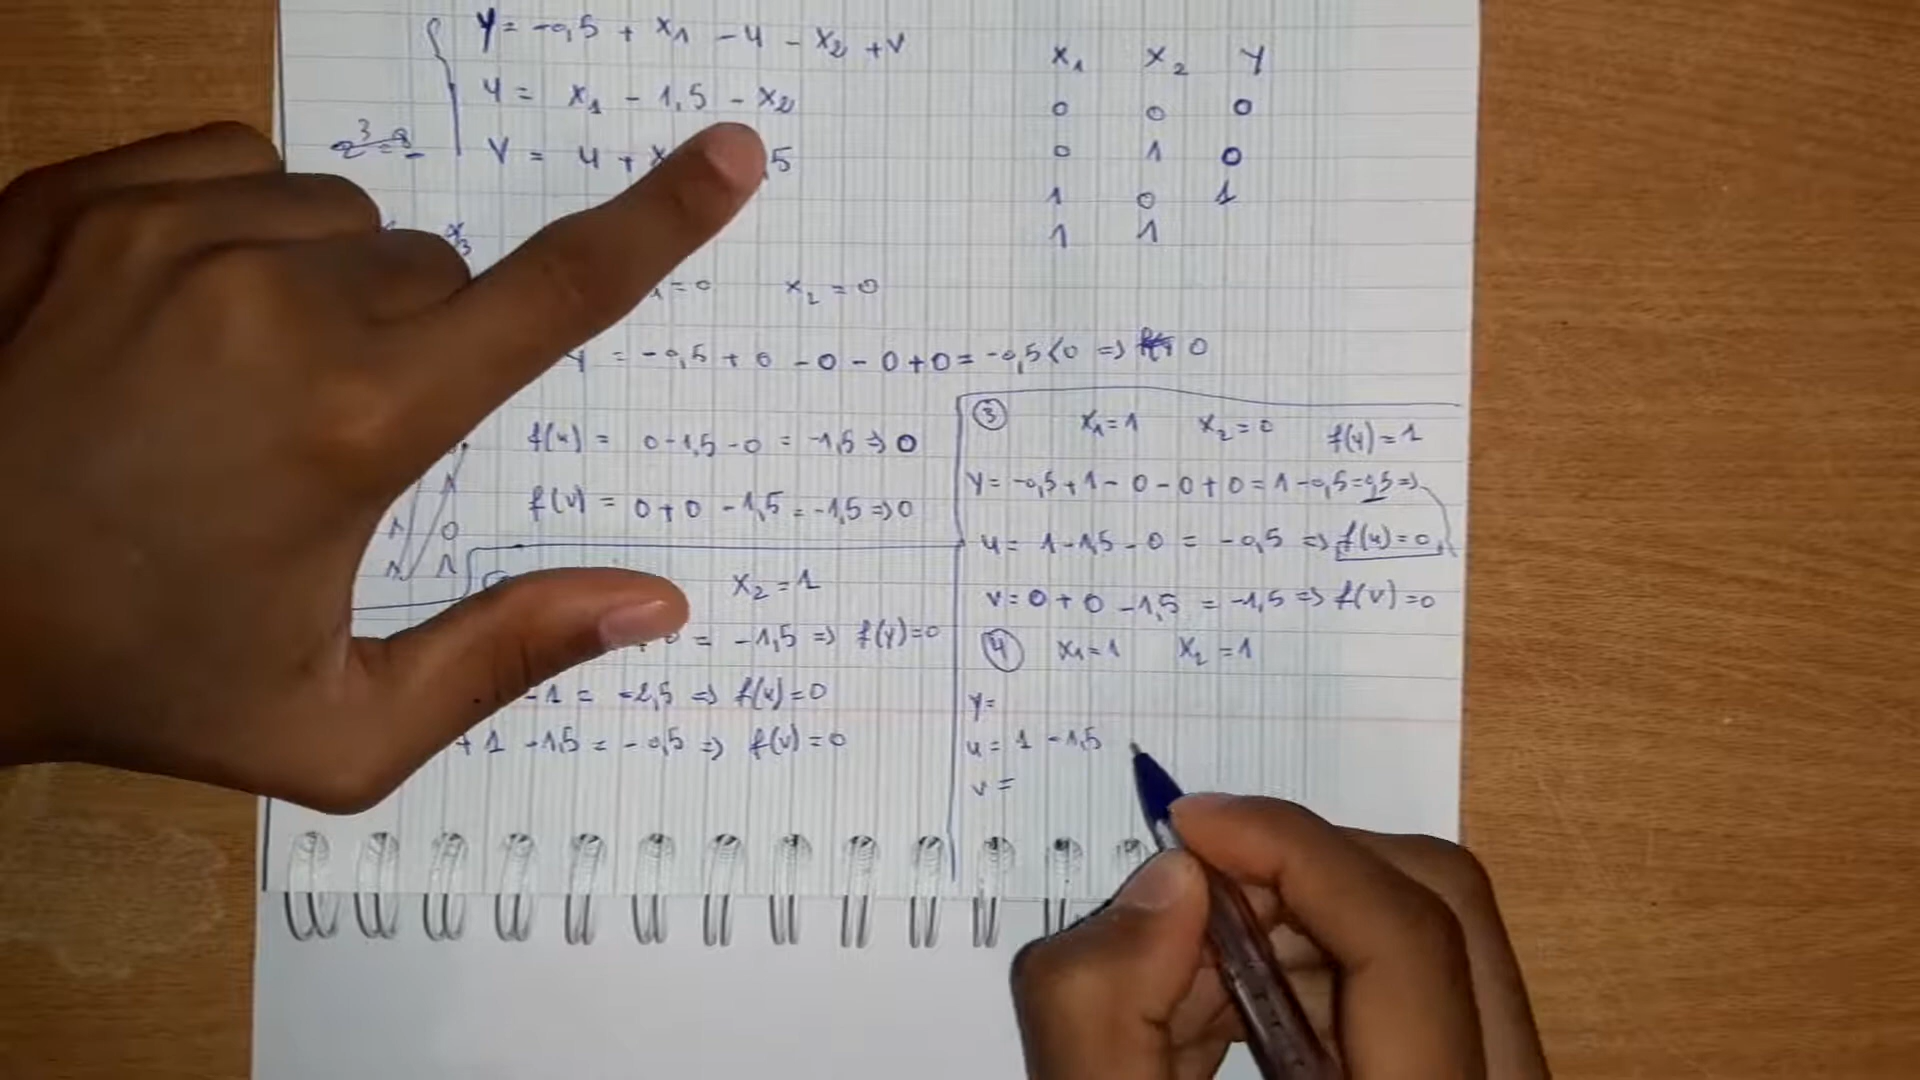 y = -0,5 + x1 - u - x2 + v
u = x1 - 1,5 - x2
v = u + x 5
x1 x2 y
0 0 0
0 1 0
1 0 1
1 1
=0 x2 = 0
y = -0,5 + 0 - 0 - 0 + 0 = -0,5 < 0 => 0
f(u) = 0 - 1,5 - 0 = -1,5 => 0
f(v) = 0 + 0 - 1,5 = -1,5 => 0
x2 = 1
0 = -1,5 => f(y)=0
- 1 = -2,5 => f(u)=0
+ 1 - 1,5 = -0,5 => f(v)=0
③ x1=1 x2=0 f(y)=1
y = -0,5 + 1 - 0 - 0 + 0 = 1 - 0,5 = 0,5 =>
u = 1 - 1,5 - 0 = -0,5 => f(u)=0
v = 0 + 0 - 1,5 = -1,5 => f(v)=0
④ x1=1 x2=1
y =
u = 1 - 1,5
v =